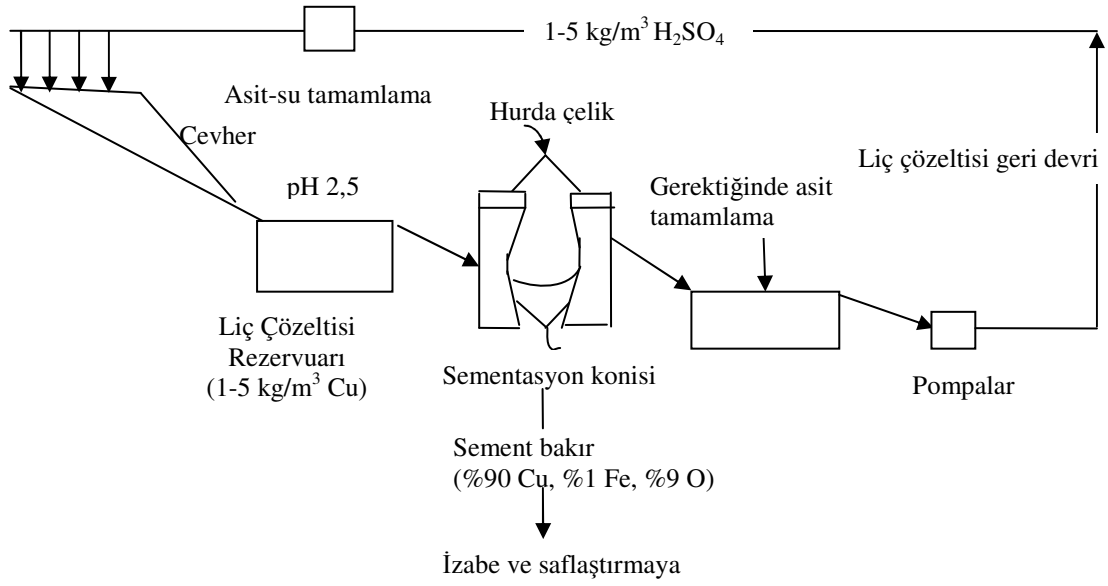 1-5 kg/m³ H₂SO₄
Asit-su tamamlama
Cevher
Hurda çelik
Liç çözeltisi geri devri
pH 2,5
Gerektiğinde asit
tamamlama
Liç Çözeltisi
Rezervuarı
(1-5 kg/m³ Cu)
Sementasyon konisi
Pompalar
Sement bakır
(%90 Cu, %1 Fe, %9 O)
İzabe ve saflaştırmaya